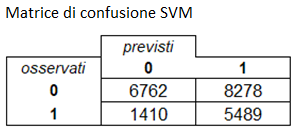 Matrice di confusione SVM
previsti
osservati 0 1
0 6762 8278
1 1410 5489